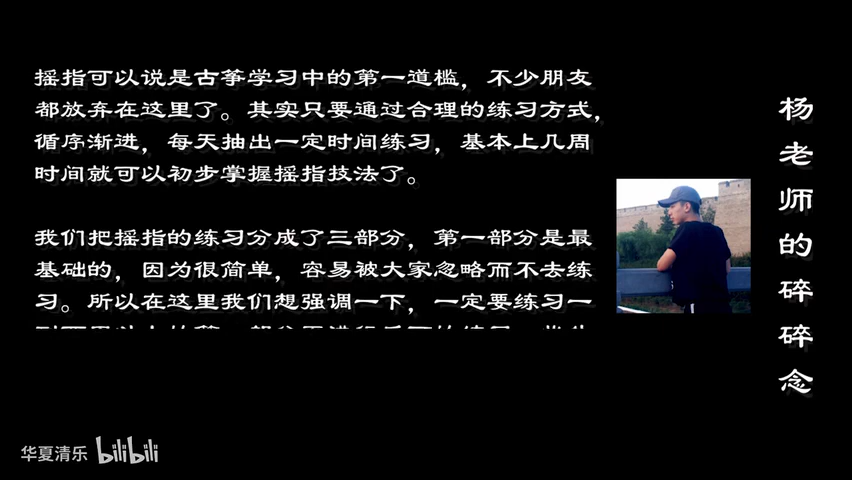 摇指可以说是古筝学习中的第一道槛，不少朋友
都放弃在这里了。其实只要通过合理的练习方式，
循序渐进，每天抽出一定时间练习，基本上几周
时间就可以初步掌握摇指技法了。
我们把摇指的练习分成了三部分，第一部分是最
基础的，因为很简单，容易被大家忽略而不去练
习。所以在这里我们想强调一下，一定要练习一
杨老师的碎碎念
华夏清乐 bilibili